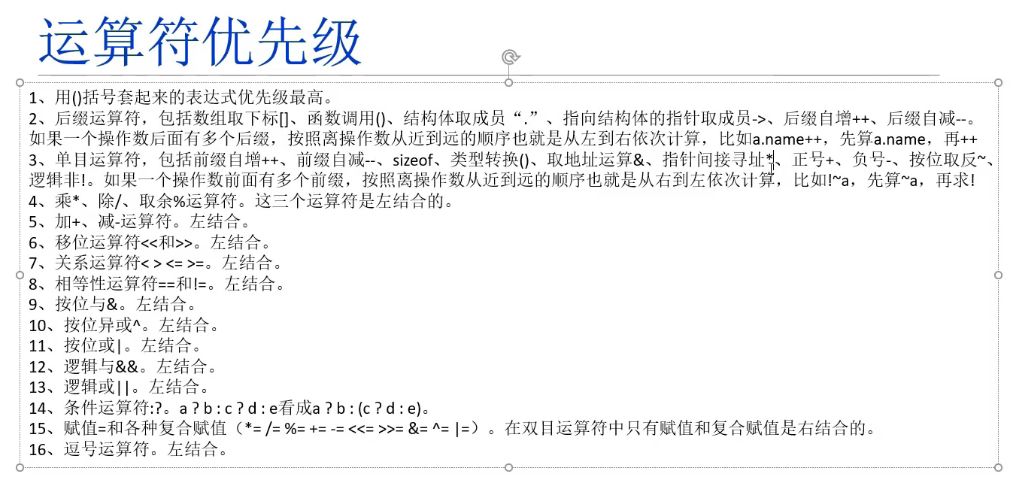 运算符优先级
1、用()括号套起来的表达式优先级最高。
2、后缀运算符，包括数组取下标[]、函数调用()、结构体取成员“.”、指向结构体的指针取成员->、后缀自增++、后缀自减--。
如果一个操作数后面有多个后缀，按照离操作数从近到远的顺序也就是从左到右依次计算，比如a.name++，先算a.name，再++
3、单目运算符，包括前缀自增++、前缀自减--、sizeof、类型转换()、取地址运算&、指针间接寻址*、正号+、负号-、按位取反~、
逻辑非!。如果一个操作数前面有多个前缀，按照离操作数从近到远的顺序也就是从右到左依次计算，比如!~a，先算~a，再求!
4、乘*、除/、取余%运算符。这三个运算符是左结合的。
5、加+、减-运算符。左结合。
6、移位运算符<<和>>。左结合。
7、关系运算符< > <= >=。左结合。
8、相等性运算符==和!=。左结合。
9、按位与&。左结合。
10、按位异或^。左结合。
11、按位或|。左结合。
12、逻辑与&&。左结合。
13、逻辑或||。左结合。
14、条件运算符:?。a ? b : c ? d : e看成a ? b : (c ? d : e)。
15、赋值=和各种复合赋值（*= /= %= += -= <<= >>= &= ^= |=）。在双目运算符中只有赋值和复合赋值是右结合的。
16、逗号运算符。左结合。